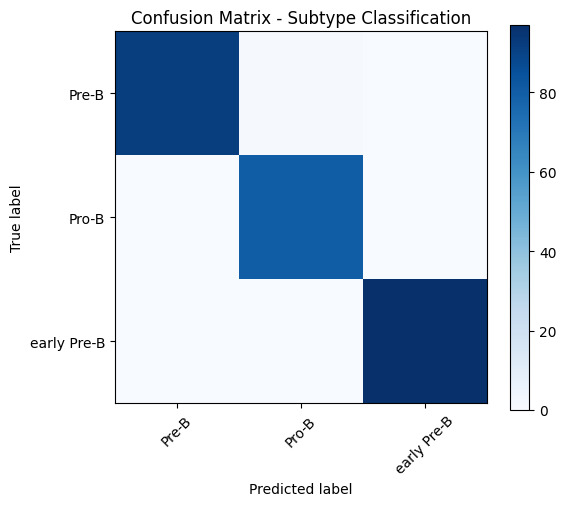 Confusion Matrix - Subtype Classification
True label
Pre-B
Pro-B
early Pre-B
Pre-B
Pro-B
early Pre-B
Predicted label
80
60
40
20
0